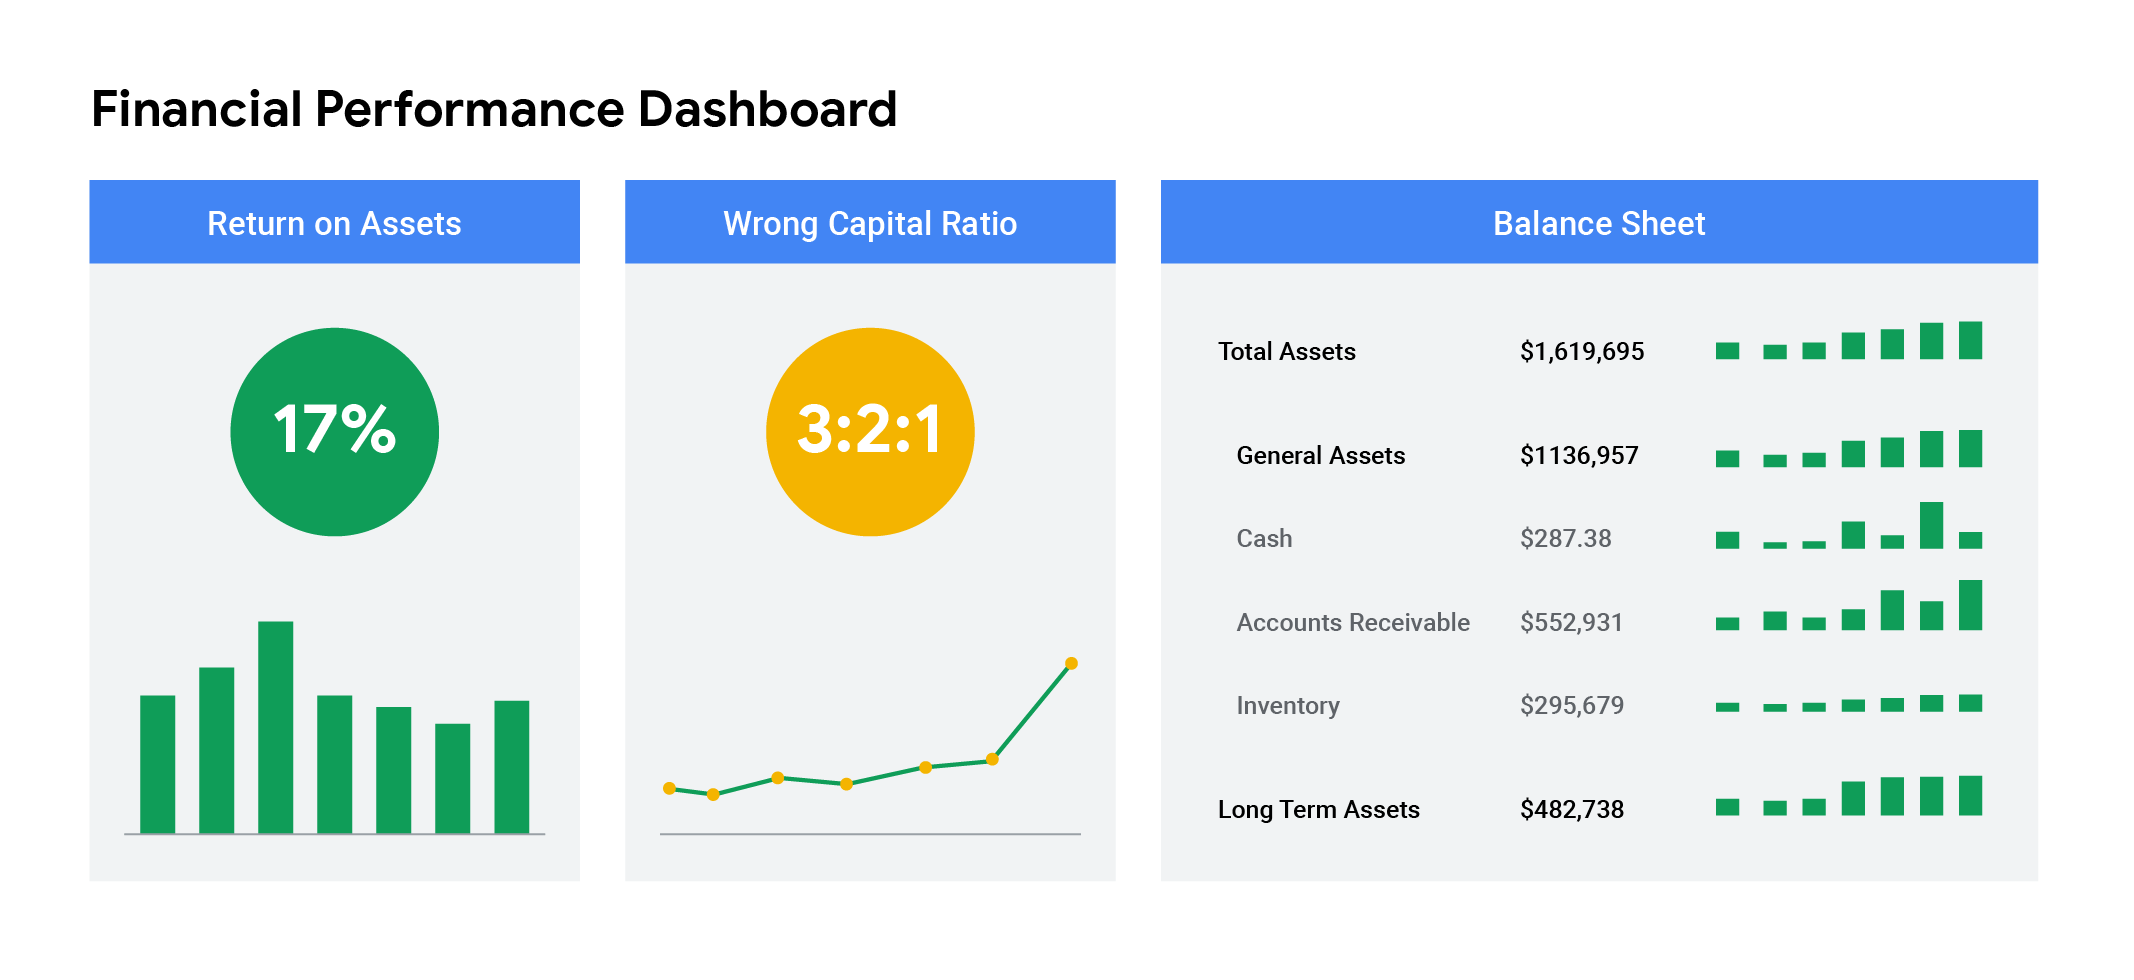 Financial Performance Dashboard
Return on Assets
17%
Wrong Capital Ratio
3:2:1
Balance Sheet
Total Assets $1,619,695
General Assets $1136,957
Cash $287.38
Accounts Receivable $552,931
Inventory $295,679
Long Term Assets $482,738